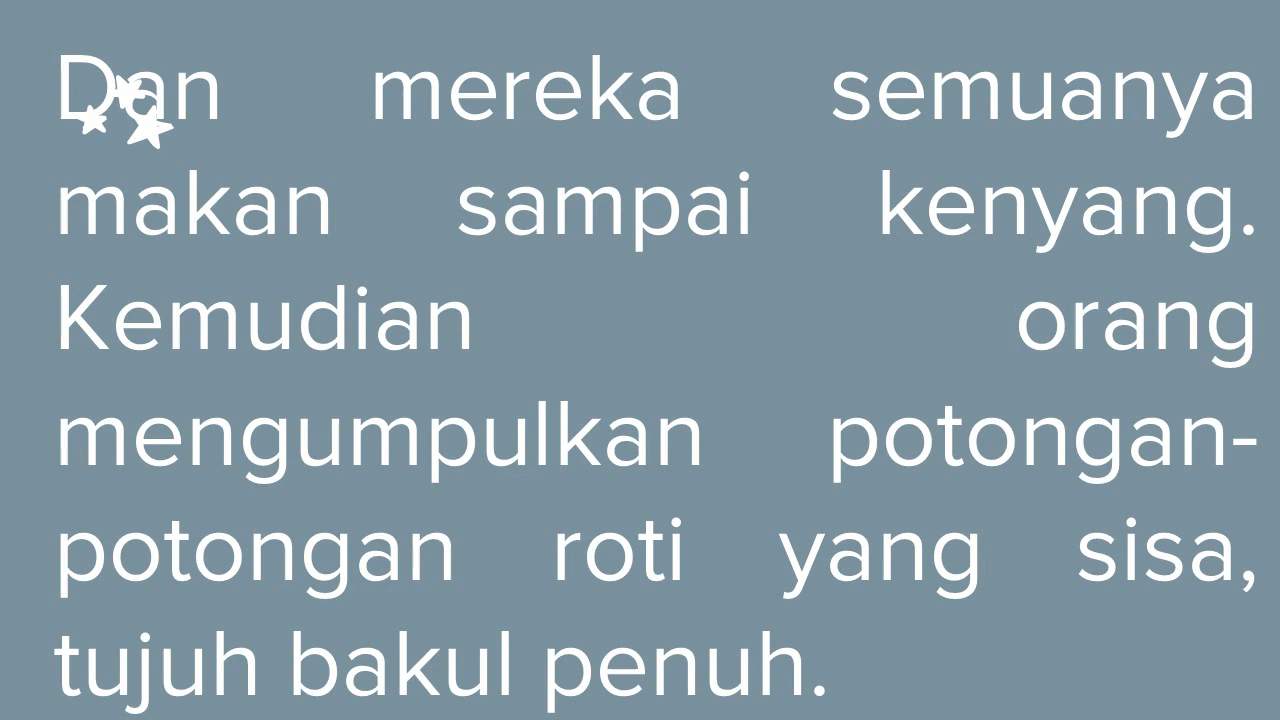 Dan mereka semuanya
makan sampai kenyang.
Kemudian orang
mengumpulkan potongan-
potongan roti yang sisa,
tujuh bakul penuh.